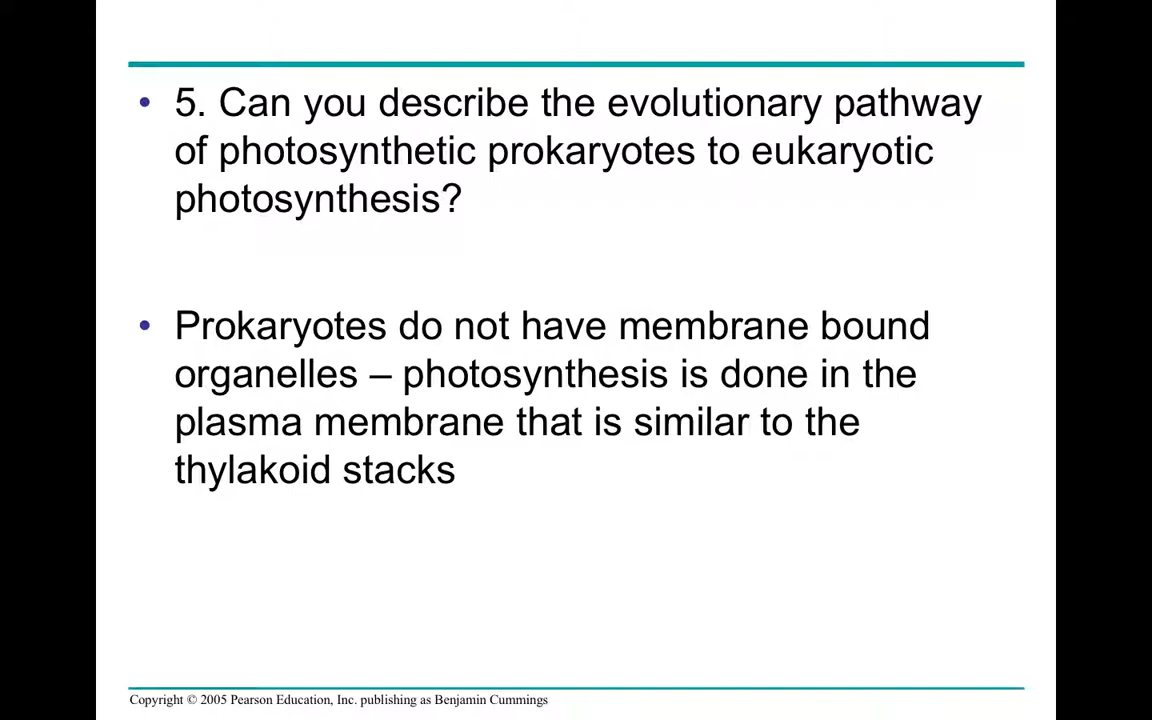 • 5. Can you describe the evolutionary pathway
of photosynthetic prokaryotes to eukaryotic
photosynthesis?
• Prokaryotes do not have membrane bound
organelles – photosynthesis is done in the
plasma membrane that is similar to the
thylakoid stacks
Copyright © 2005 Pearson Education, Inc. publishing as Benjamin Cummings